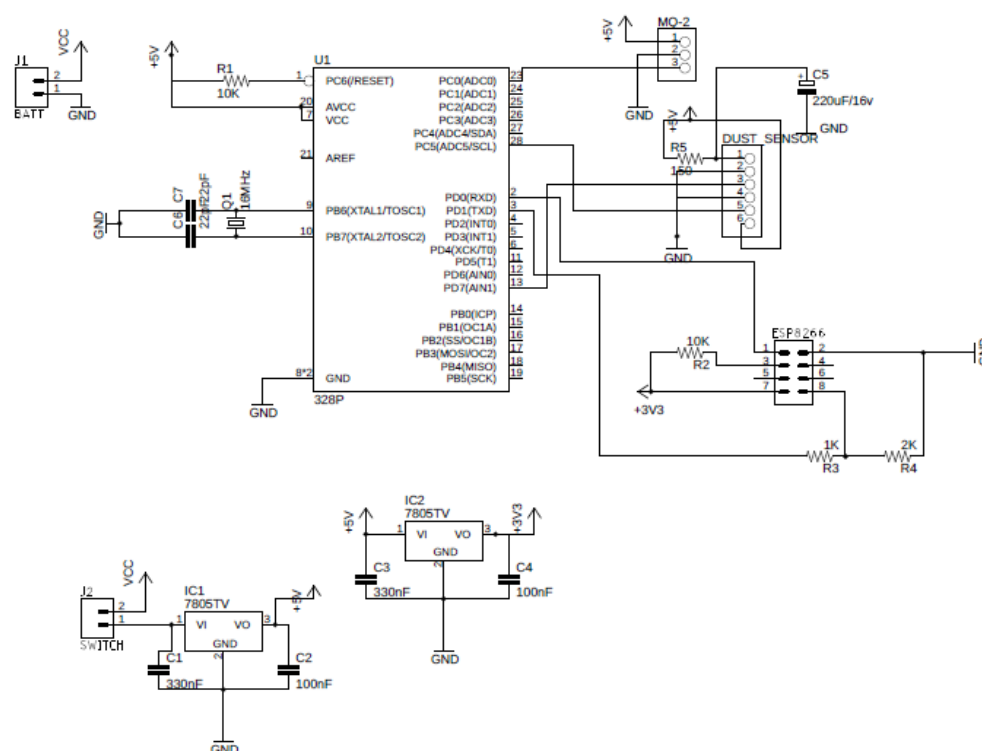 J1
VCC
2
1
BATT
GND
+5V
R1
10K
U1
1
PC6(/RESET)
20
AVCC
7
VCC
21
AREF
9
PB6(XTAL1/TOSC1)
10
PB7(XTAL2/TOSC2)
8*2
GND
328P
GND
GND
C7
22pF
C6
22pF
Q1
16MHz
PC0(ADC0)
23
PC1(ADC1)
24
PC2(ADC2)
25
PC3(ADC3)
26
PC4(ADC4/SDA)
27
PC5(ADC5/SCL)
28
PD0(RXD)
2
PD1(TXD)
3
PD2(INT0)
4
PD3(INT1)
5
PD4(XCK/T0)
6
PD5(T1)
11
PD6(AIN0)
12
PD7(AIN1)
13
PB0(ICP)
14
PB1(OC1A)
15
PB2(SS/OC1B)
16
PB3(MOSI/OC2)
17
PB4(MISO)
18
PB5(SCK)
19
MQ-2
+5V
1
2
3
GND
C5
+
220uF/16v
GND
+5V
DUST_SENSOR
R5
150
1
2
3
4
5
6
GND
ESP8266
10K
R2
1
2
3
4
5
6
7
8
+3V3
GND
1K
R3
2K
R4
IC2
7805TV
+5V
1
VI
VO
3
+3V3
GND
2
C3
330nF
C4
100nF
GND
J2
VCC
2
1
SWITCH
IC1
7805TV
1
VI
VO
3
+5V
GND
2
C1
330nF
C2
100nF
GND